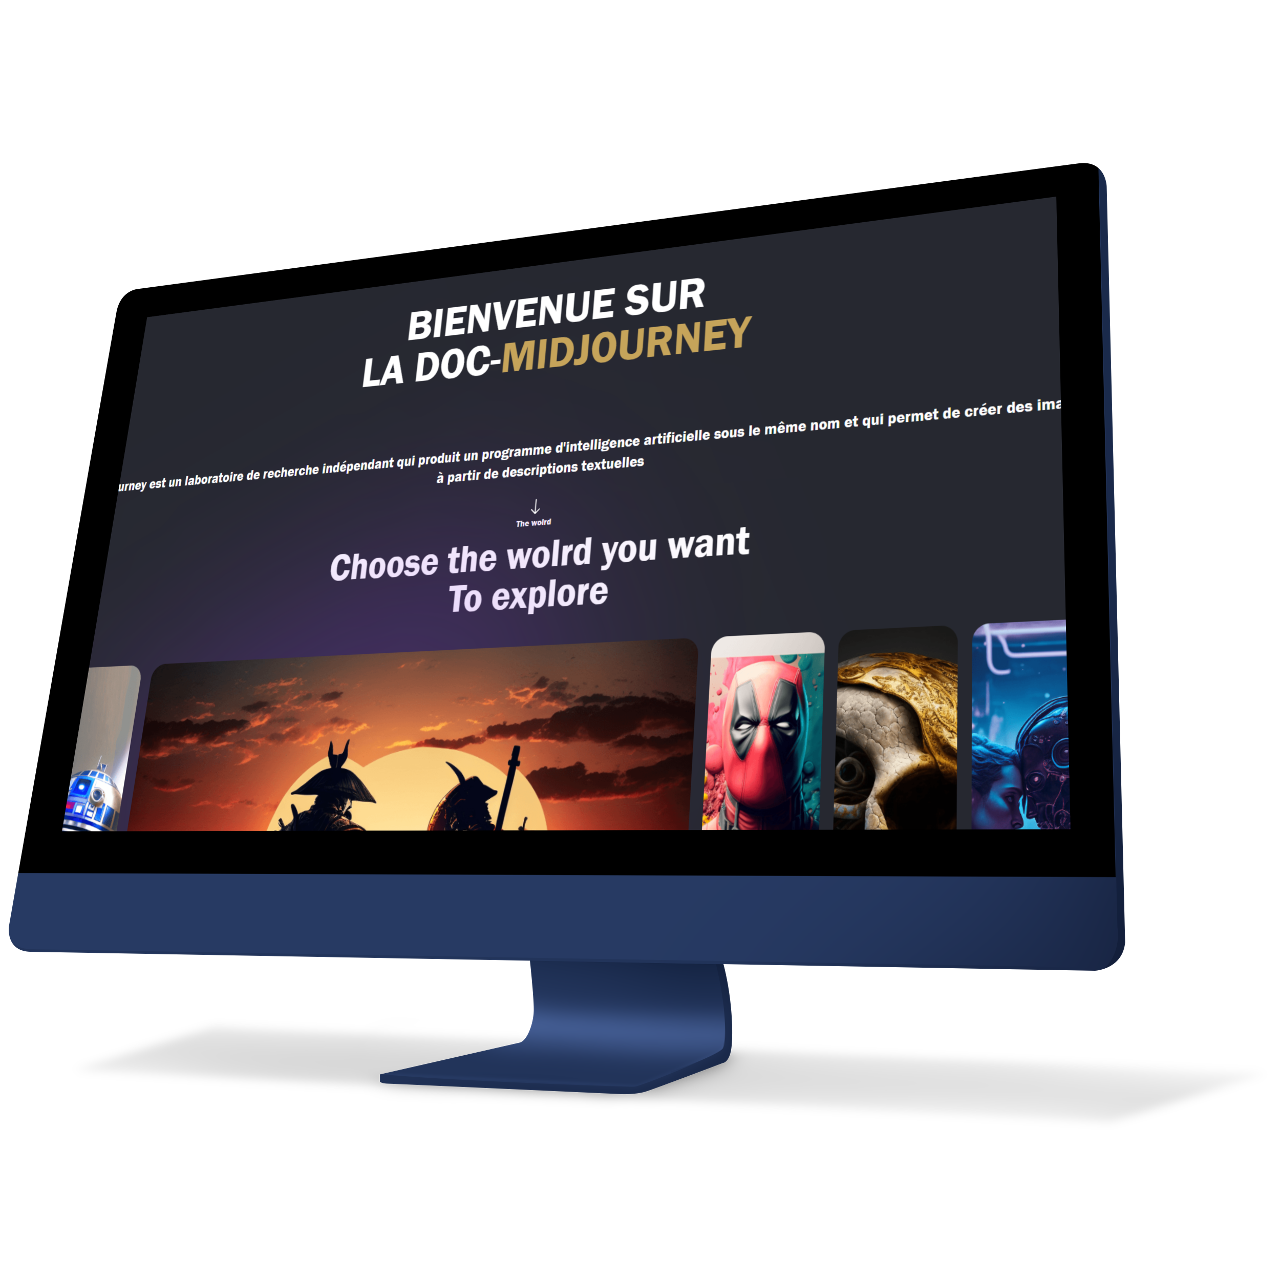 BIENVENUE SUR
LA DOC-MIDJOURNEY
urney est un laboratoire de recherche indépendant qui produit un programme d'intelligence artificielle sous le même nom et qui permet de créer des ima
à partir de descriptions textuelles
The wolrd
Choose the wolrd you want
To explore